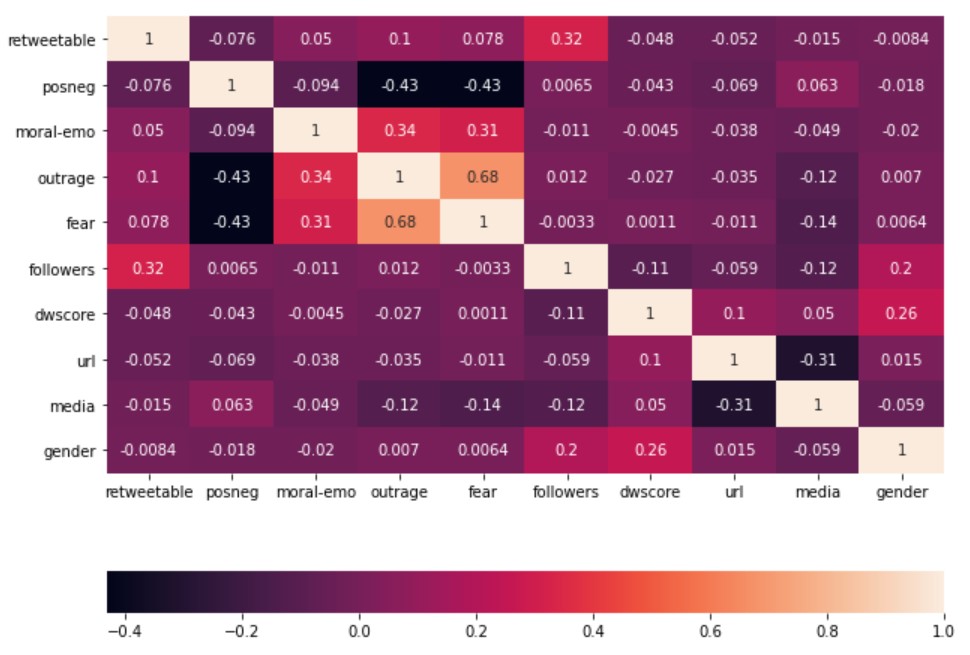 retweetable 1 -0.076 0.05 0.1 0.078 0.32 -0.048 -0.052 -0.015 -0.0084
posneg -0.076 1 -0.094 -0.43 -0.43 0.0065 -0.043 -0.069 0.063 -0.018
moral-emo 0.05 -0.094 1 0.34 0.31 -0.011 -0.0045 -0.038 -0.049 -0.02
outrage 0.1 -0.43 0.34 1 0.68 0.012 -0.027 -0.035 -0.12 0.007
fear 0.078 -0.43 0.31 0.68 1 -0.0033 0.0011 -0.011 -0.14 0.0064
followers 0.32 0.0065 -0.011 0.012 -0.0033 1 -0.11 -0.059 -0.12 0.2
dwscore -0.048 -0.043 -0.0045 -0.027 0.0011 -0.11 1 0.1 0.05 0.26
url -0.052 -0.069 -0.038 -0.035 -0.011 -0.059 0.1 1 -0.31 0.015
media -0.015 0.063 -0.049 -0.12 -0.14 -0.12 0.05 -0.31 1 -0.059
gender -0.0084 -0.018 -0.02 0.007 0.0064 0.2 0.26 0.015 -0.059 1
retweetable posneg moral-emo outrage fear followers dwscore url media gender
−0.4 −0.2 0.0 0.2 0.4 0.6 0.8 1.0